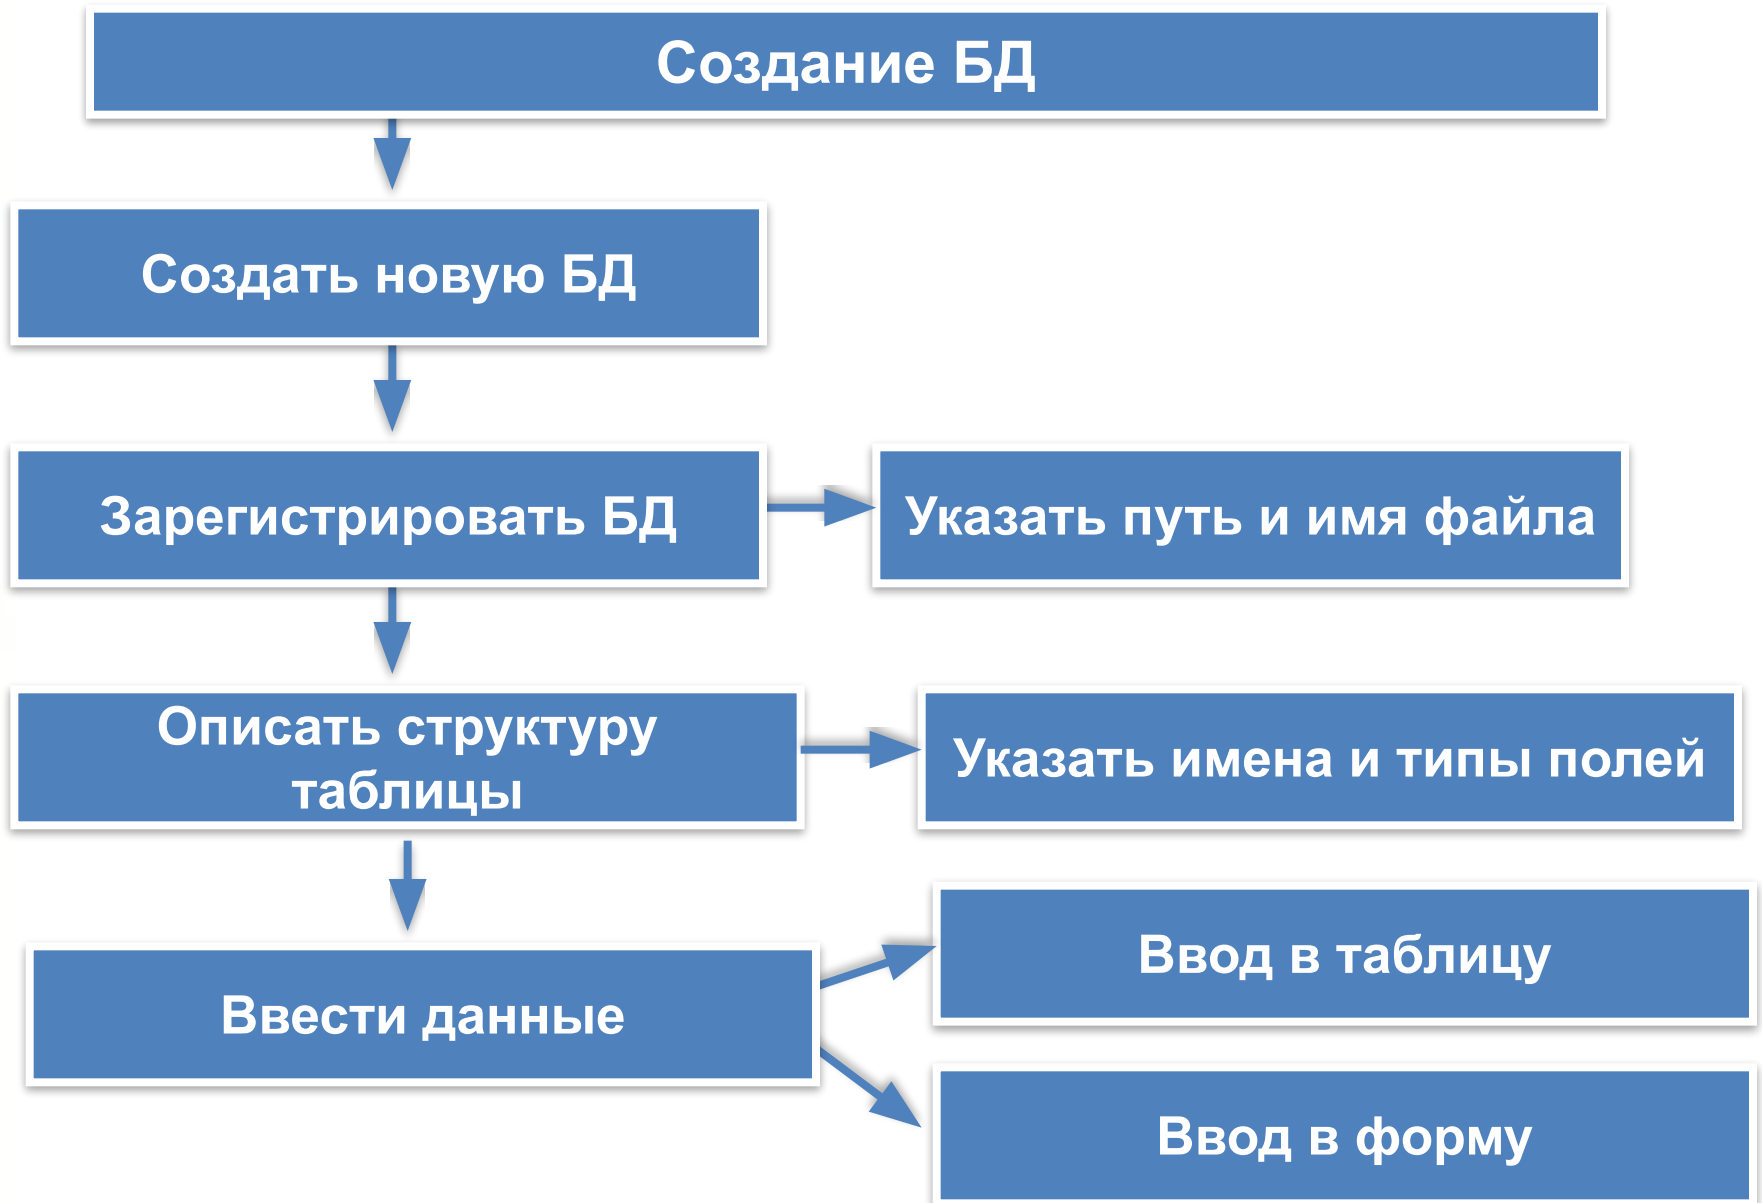 Создание БД
Создать новую БД
Зарегистрировать БД
Указать путь и имя файла
Описать структуру
таблицы
Указать имена и типы полей
Ввести данные
Ввод в таблицу
Ввод в форму